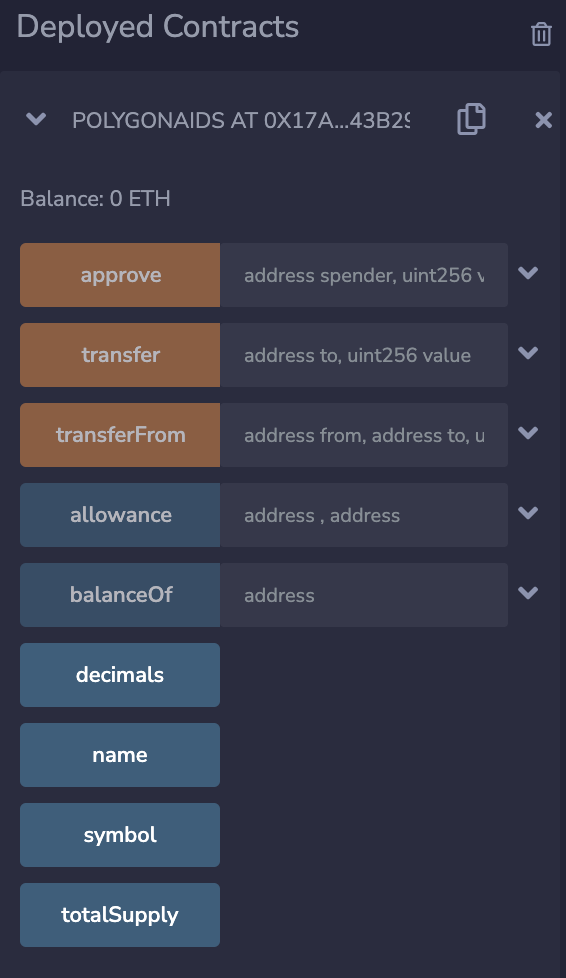 Deployed Contracts
POLYGONAIDS AT 0X17A...43B29
Balance: 0 ETH
approve address spender, uint256 v
transfer address to, uint256 value
transferFrom address from, address to, u
allowance address , address
balanceOf address
decimals
name
symbol
totalSupply